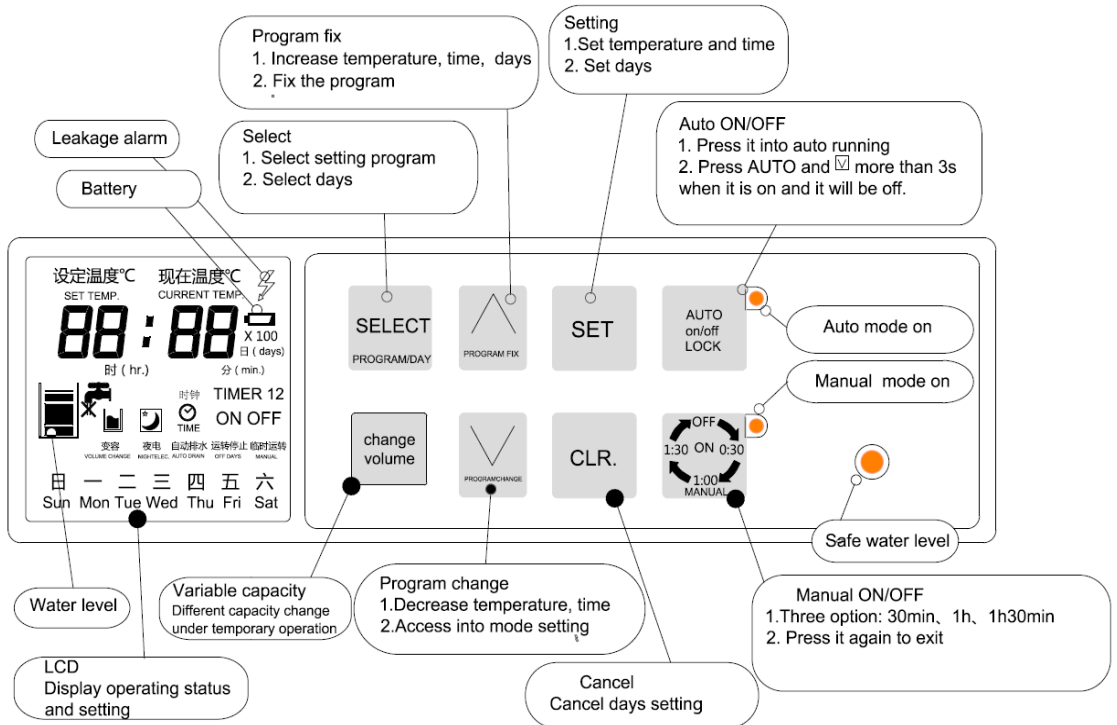 Program fix
1. Increase temperature, time, days
2. Fix the program
Setting
1.Set temperature and time
2. Set days
Leakage alarm
Battery
Select
1. Select setting program
2. Select days
Auto ON/OFF
1. Press it into auto running
2. Press AUTO and ∨ more than 3s
when it is on and it will be off.
设定温度℃ 现在温度℃
SET TEMP. CURRENT TEMP.
88:88
X 100
日 ( days)
时 ( hr.) 分 ( min.)
时钟 TIMER 12
TIME ON OFF
变容 夜电 自动排水 运转停止 临时运转
VOLUME CHANGE NIGHTELEC. AUTO DRAIN OFF DAYS MANUAL
日 一 二 三 四 五 六
Sun Mon Tue Wed Thu Fri Sat
SELECT
PROGRAM/DAY
PROGRAM FIX
SET
AUTO
on/off
LOCK
Auto mode on
Manual mode on
change
volume
PROGRAMCHANGE
CLR.
OFF
1:30 ON 0:30
1:00
MANUAL
Safe water level
Water level
Variable capacity
Different capacity change
under temporary operation
Program change
1.Decrease temperature, time
2.Access into mode setting
Manual ON/OFF
1.Three option: 30min、1h、1h30min
2. Press it again to exit
LCD
Display operating status
and setting
Cancel
Cancel days setting